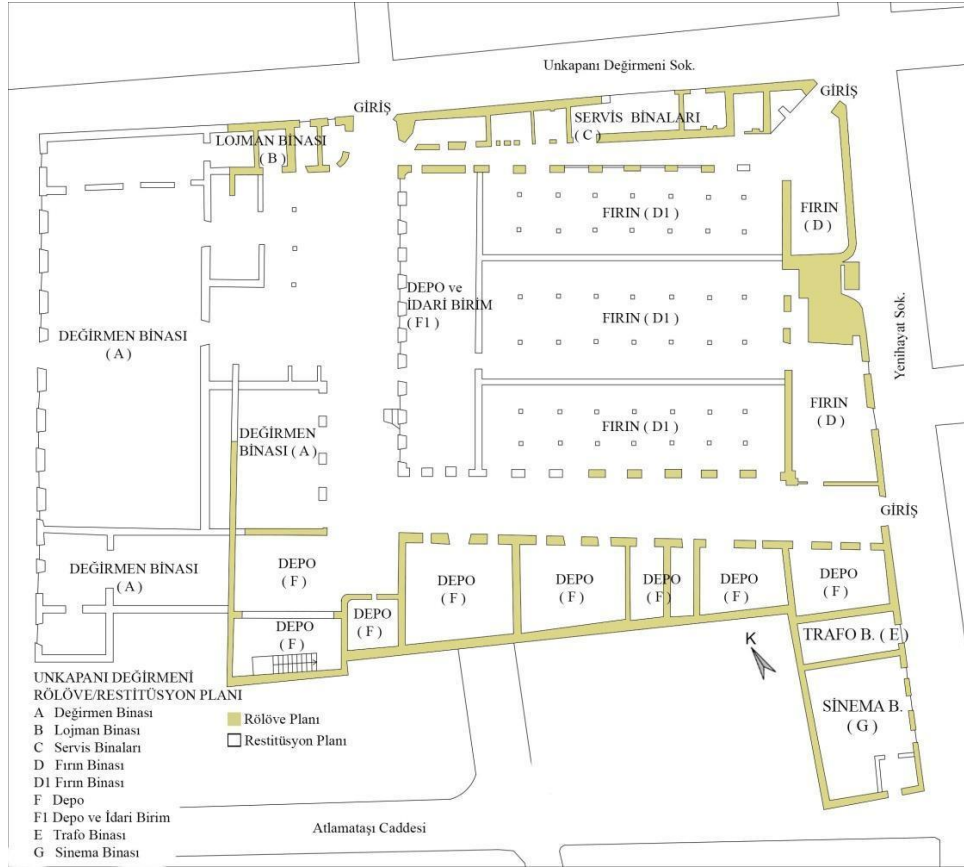 Unkapanı Değirmeni Sok.
GİRİŞ
GİRİŞ
SERVİS BİNALARI
( C )
LOJMAN BİNASI
( B )
FIRIN ( D1 )
FIRIN
( D )
DEPO ve
İDARİ BİRİM
( F1 )
FIRIN ( D1 )
DEĞİRMEN BİNASI
( A )
Yenihayat Sok.
FIRIN
( D )
DEĞİRMEN
BİNASI ( A )
FIRIN ( D1 )
GİRİŞ
DEĞİRMEN BİNASI
( A )
DEPO
( F )
DEPO
( F )
DEPO
( F )
DEPO
( F )
DEPO
( F )
DEPO
( F )
DEPO
( F )
DEPO
( F )
TRAFO B. ( E )
K
SİNEMA B.
( G )
UNKAPANI DEĞİRMENİ
RÖLÖVE/RESTİTÜSYON PLANI
A Değirmen Binası
B Lojman Binası
C Servis Binaları
D Fırın Binası
D1 Fırın Binası
F Depo
F1 Depo ve İdari Birim
E Trafo Binası
G Sinema Binası
Rölöve Planı
Restitüsyon Planı
Atlamataşı Caddesi